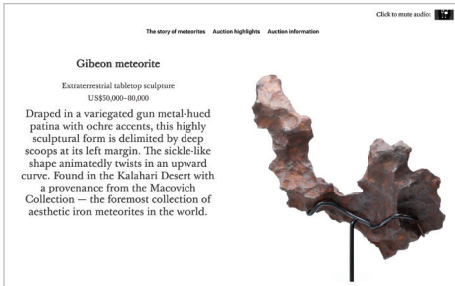 Click to mute audio:
The story of meteorites Auction highlights Auction information
Gibeon meteorite
Extraterrestrial tabletop sculpture
US$50,000–80,000
Draped in a variegated gun metal-hued
patina with ochre accents, this highly
sculptural form is delimited by deep
scoops at its left margin. The sickle-like
shape animatedly twists in an upward
curve. Found in the Kalahari Desert with
a provenance from the Macovich
Collection — the foremost collection of
aesthetic iron meteorites in the world.